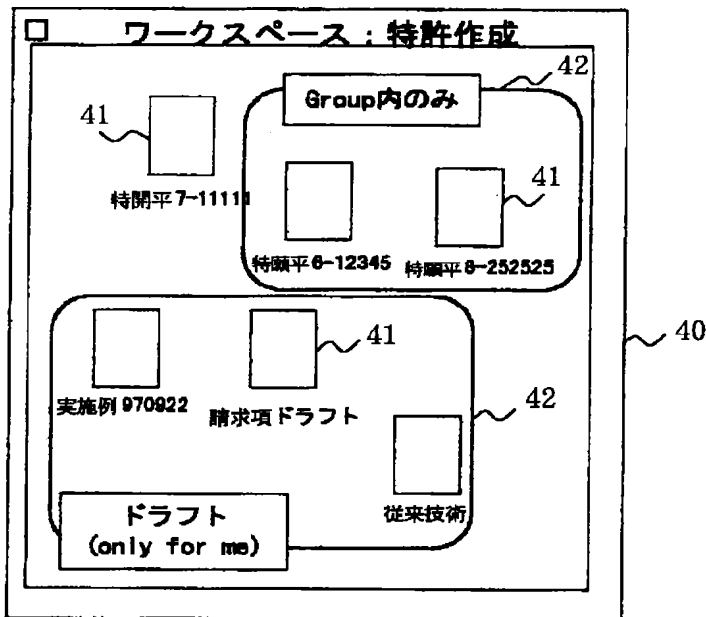 ワークスペース：特許作成
42
Group内のみ
41
41
特開平7-11111
特願平6-12345
特願平8-252525
40
41
実施例970922
請求項ドラフト
42
従来技術
ドラフト
(only for me)